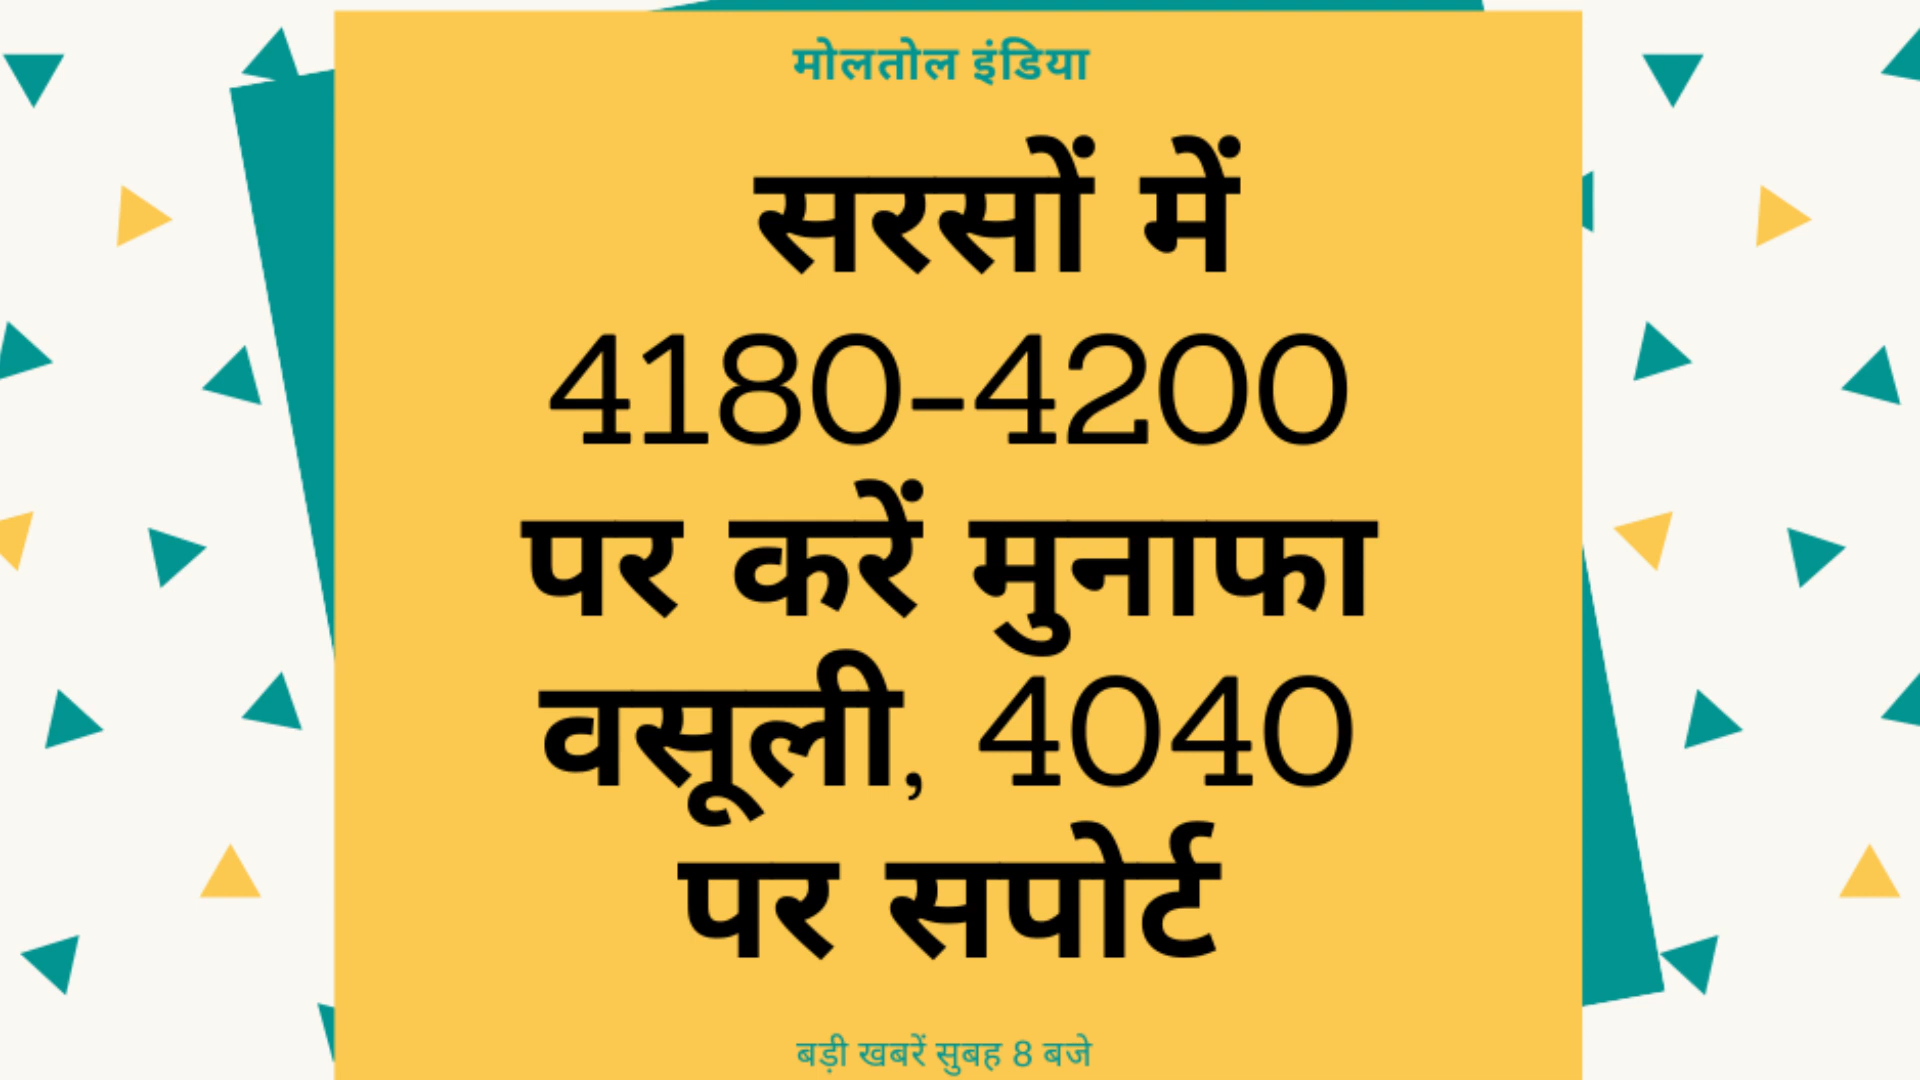 मोलतोल इंडिया
सरसों में
4180-4200
पर करें मुनाफा
वसूली, 4040
पर सपोर्ट
बड़ी खबरें सुबह 8 बजे